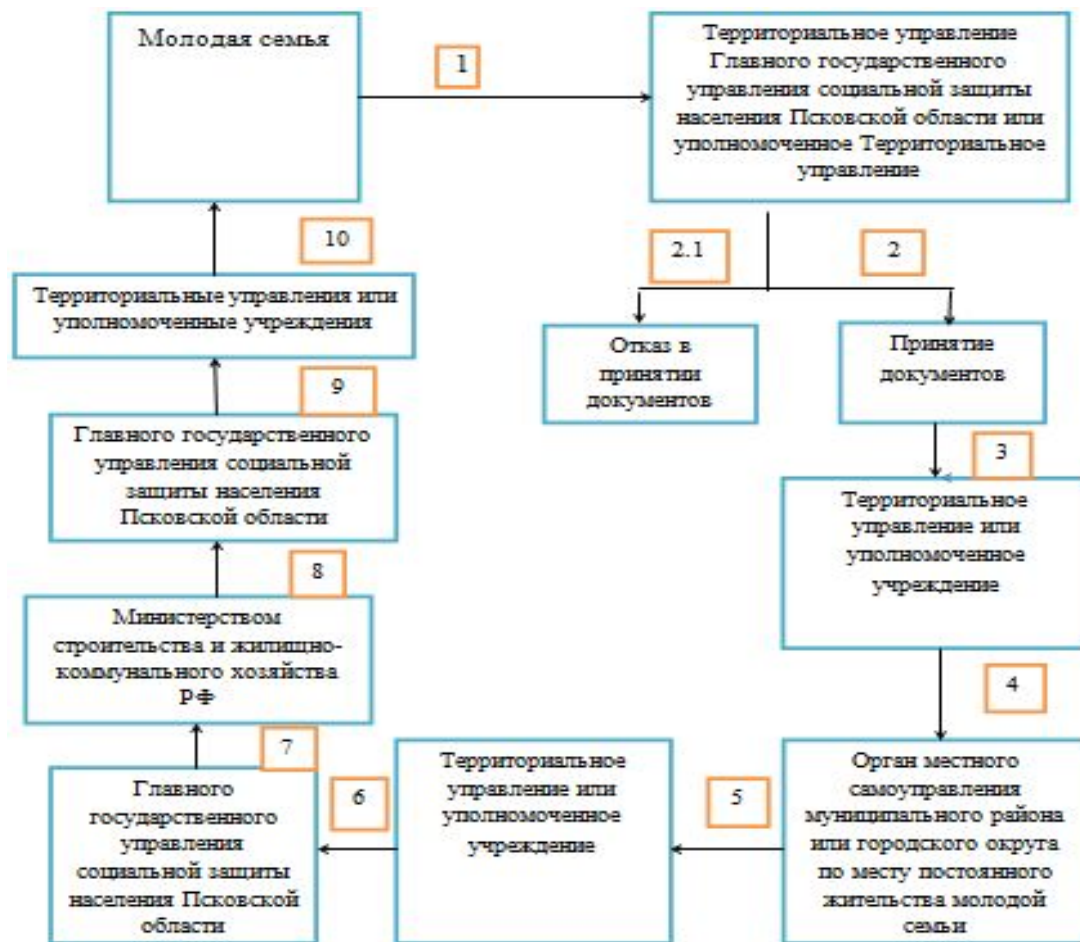 Молодая семья
1
Территориальное управление
Главного государственного
управления социальной защиты
населения Псковской области или
уполномоченное Территориальное
управление
2.1
2
Отказ в
принятии
документов
Принятие
документов
3
Территориальное
управление или
уполномоченное
учреждение
4
Орган местного
самоуправления
муниципального района
или городского округа
по месту постоянного
жительства молодой
семьи
5
Территориальное
управление или
уполномоченное
учреждение
6
Главного
государственного
управления
социальной защиты
населения Псковской
области
7
Министерством
строительства и жилищно-
коммунального хозяйства
РФ
8
Главного государственного
управления социальной
защиты населения
Псковской области
9
Территориальные управления или
уполномоченные учреждения
10